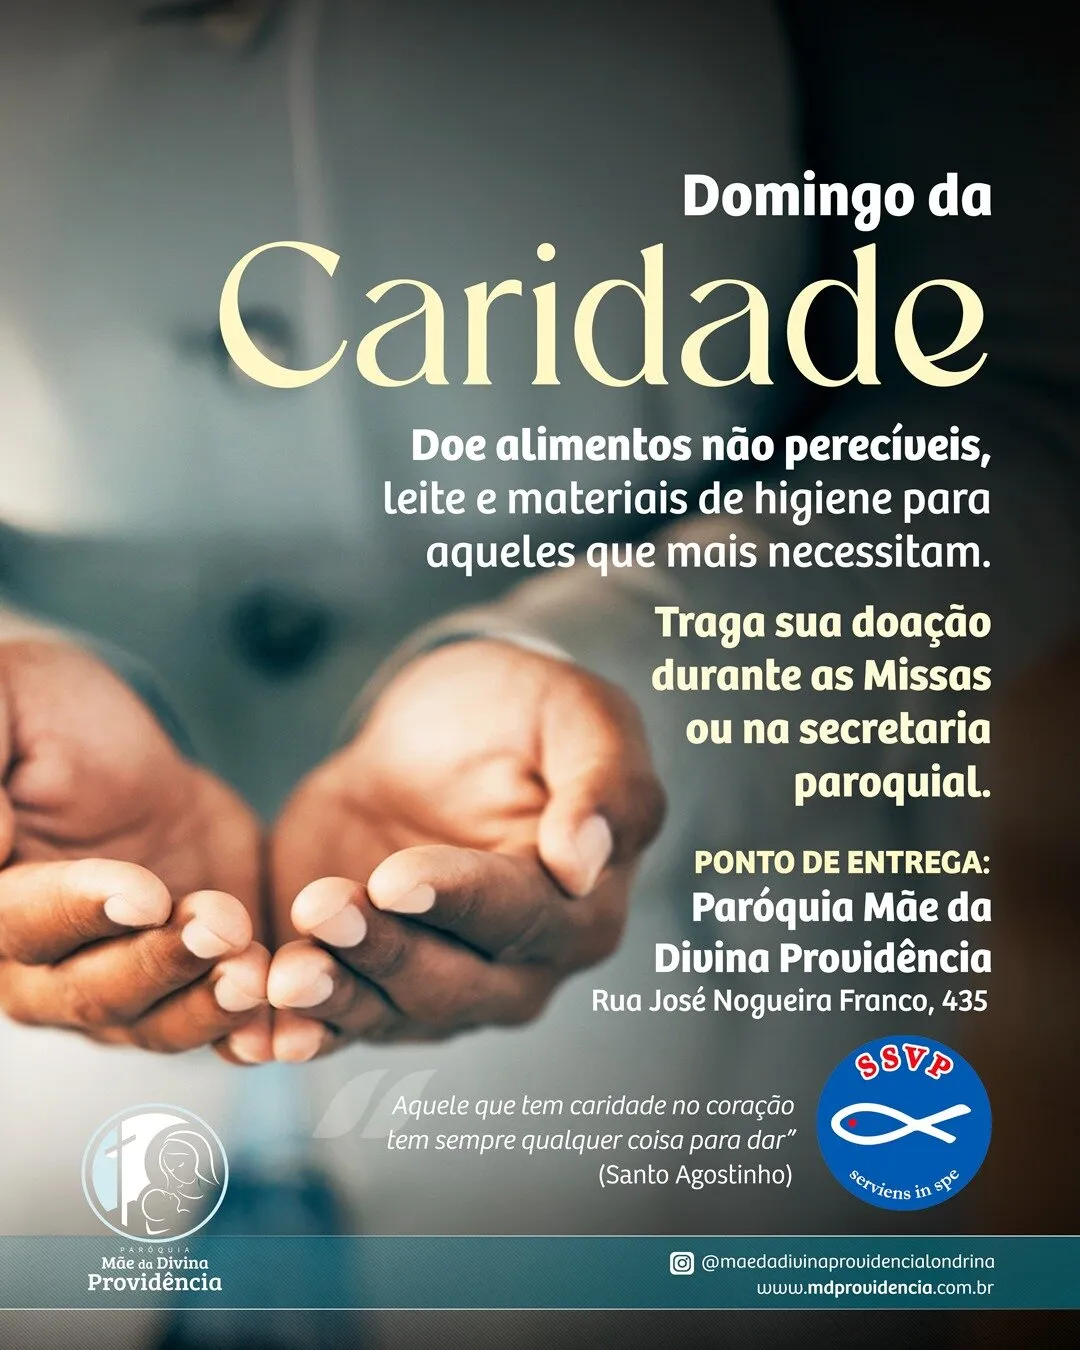 Domingo da
Caridade
Doe alimentos não perecíveis,
leite e materiais de higiene para
aqueles que mais necessitam.
Traga sua doação
durante as Missas
ou na secretaria
paroquial.
PONTO DE ENTREGA:
Paróquia Mãe da
Divina Providência
Rua José Nogueira Franco, 435
“
Aquele que tem caridade no coração
tem sempre qualquer coisa para dar”
(Santo Agostinho)
SSVP
serviens in spe
PARÓQUIA
Mãe da Divina
Providência
@maedadivinaprovidencialondrina
www.mdprovidencia.com.br